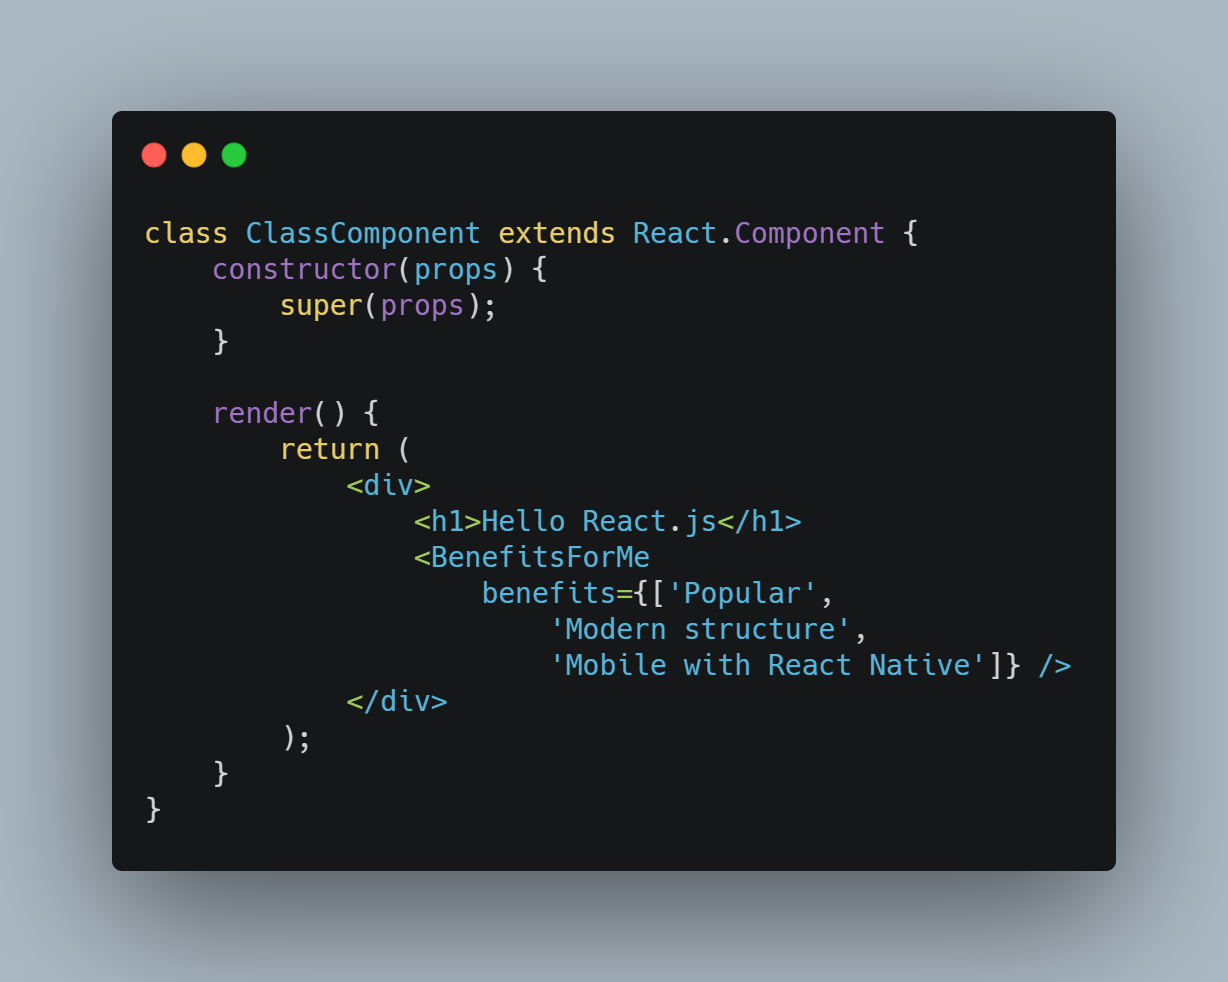 class ClassComponent extends React.Component {
    constructor(props) {
        super(props);
    }

    render() {
        return (
            <div>
                <h1>Hello React.js</h1>
                <BenefitsForMe
                    benefits={['Popular',
                        'Modern structure',
                        'Mobile with React Native']} />
            </div>
        );
    }
}